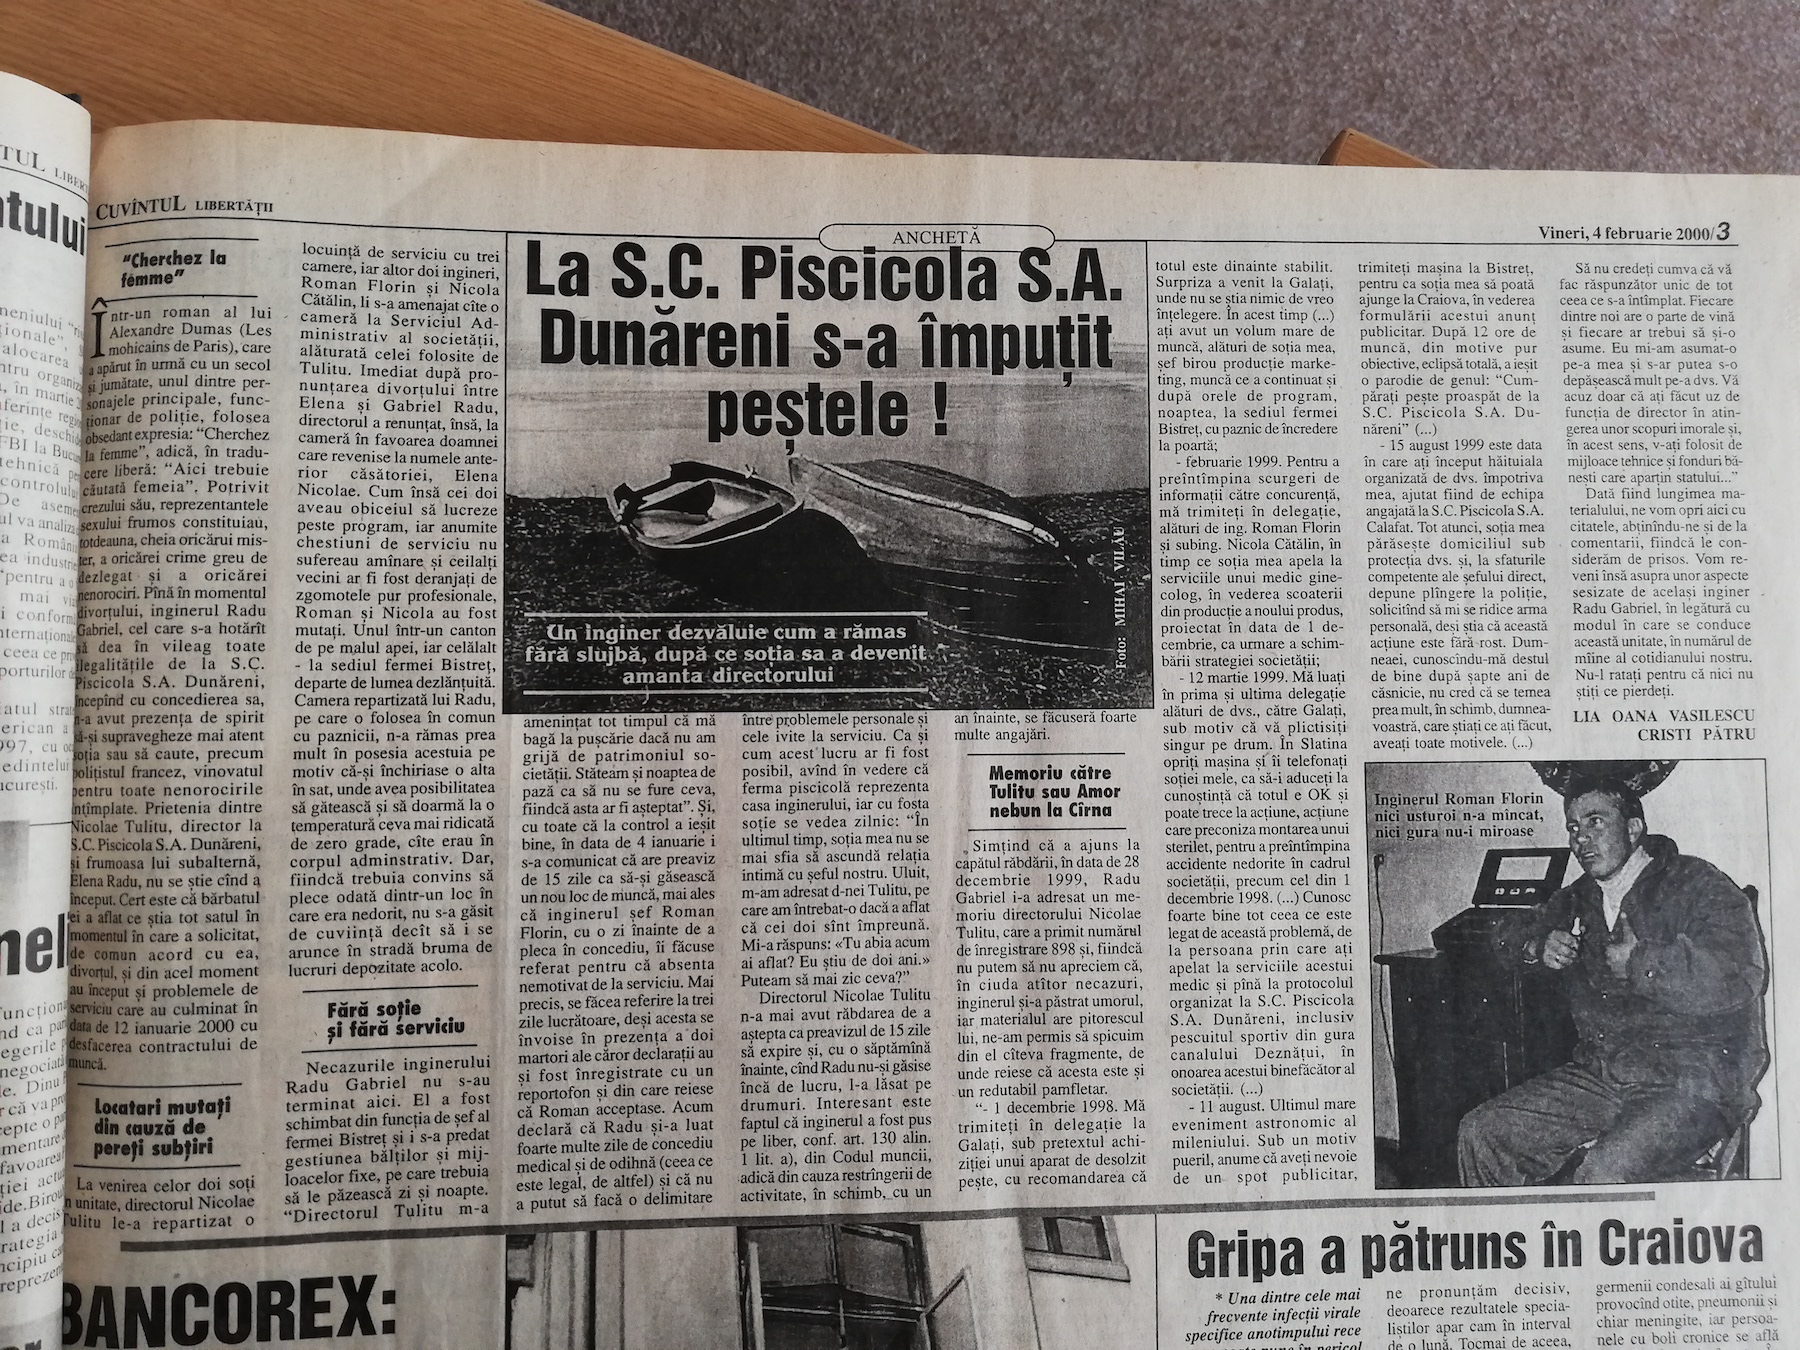 CUVÎNTUL LIBERTĂȚII
ANCHETĂ
Vineri, 4 februarie 2000/3
La S.C. Piscicola S.A.
Dunăreni s-a împuțit
peștele !
Un inginer dezvăluie cum a rămas
fără slujbă, după ce soția sa a devenit
amanta directorului
Foto: MIHAI VILĂU
"Cherchez la
femme"
Într-un roman al lui
Alexandre Dumas (Les
mohicains de Paris), care
a apărut în urmă cu un secol
și jumătate, unul dintre per-
sonajele principale, func-
ționar de poliție, folosea
obsedant expresia: "Cherchez
la femme", adică, în tradu-
cere liberă: "Aici trebuie
căutată femeia". Potrivit
crezului său, reprezentantele
sexului frumos constituiau,
totdeauna, cheia oricărui mis-
ter, a oricărei crime greu de
dezlegat și a oricărei
nenorociri. Pînă în momentul
divorțului, inginerul Radu
Gabriel, cel care s-a hotărît
să dea în vileag toate
ilegalitățile de la S.C.
Piscicola S.A. Dunăreni,
începînd cu concedierea sa,
n-a avut prezența de spirit
să-și supravegheze mai atent
soția sau să caute, precum
polițistul francez, vinovatul
pentru toate nenorocirile
întîmplate. Prietenia dintre
Nicolae Tulitu, director la
S.C. Piscicola S.A. Dunăreni,
și frumoasa lui subalternă,
Elena Radu, nu se știe cînd a
început. Cert este că bărbatul
ei a aflat ce știa tot satul în
momentul în care a solicitat,
de comun acord cu ea,
divorțul, și din acel moment
au început și problemele de
serviciu care au culminat în
data de 12 ianuarie 2000 cu
desfacerea contractului de
muncă.
Locatari mutați
din cauză de
pereți subțiri
La venirea celor doi soți
în unitate, directorul Nicolae
Tulitu le-a repartizat o
locuință de serviciu cu trei
camere, iar altor doi ingineri,
Roman Florin și Nicola
Cătălin, li s-a amenajat cîte o
cameră la Serviciul Ad-
ministrativ al societății,
alăturată celei folosite de
Tulitu. Imediat după pro-
nunțarea divorțului între
Elena și Gabriel Radu,
directorul a renunțat, însă, la
cameră în favoarea doamnei
care revenise la numele ante-
rior căsătoriei, Elena
Nicolae. Cum însă cei doi
aveau obiceiul să lucreze
peste program, iar anumite
chestiuni de serviciu nu
sufereau amînare și ceilalți
vecini ar fi fost deranjați de
zgomotele pur profesionale,
Roman și Nicola au fost
mutați. Unul într-un canton
de pe malul apei, iar celălalt
- la sediul fermei Bistreț,
departe de lumea dezlănțuită.
Camera repartizată lui Radu,
pe care o folosea în comun
cu paznicii, n-a rămas prea
mult în posesia acestuia pe
motiv că-și închiriase o alta
în sat, unde avea posibilitatea
să gătească și să doarmă la o
temperatură ceva mai ridicată
de zero grade, cîte erau în
corpul adminstrativ. Dar,
fiindcă trebuia convins să
plece odată dintr-un loc în
care era nedorit, nu s-a găsit
de cuviință decît să i se
arunce în stradă bruma de
lucruri depozitate acolo.
Fără soție
și fără serviciu
Necazurile inginerului
Radu Gabriel nu s-au
terminat aici. El a fost
schimbat din funcția de șef al
fermei Bistreț și i s-a predat
gestiunea bălților și mij-
loacelor fixe, pe care trebuia
să le păzească zi și noapte.
"Directorul Tulitu m-a
amenințat tot timpul că mă
bagă la pușcărie dacă nu am
grijă de patrimoniul so-
cietății. Stăteam și noaptea de
pază ca să nu se fure ceva,
fiindcă asta ar fi așteptat". Și,
cu toate că la control a ieșit
bine, în data de 4 ianuarie i
s-a comunicat că are preaviz
de 15 zile ca să-și găsească
un nou loc de muncă, mai ales
că inginerul șef Roman
Florin, cu o zi înainte de a
pleca în concediu, îi făcuse
referat pentru că absenta
nemotivat de la serviciu. Mai
precis, se făcea referire la trei
zile lucrătoare, deși acesta se
învoise în prezența a doi
martori ale căror declarații au
și fost înregistrate cu un
reportofon și din care reiese
că Roman acceptase. Acum
declară că Radu și-a luat
foarte multe zile de concediu
medical și de odihnă (ceea ce
este legal, de altfel) și că nu
a putut să facă o delimitare
între problemele personale și
cele ivite la serviciu. Ca și
cum acest lucru ar fi fost
posibil, avînd în vedere că
ferma piscicolă reprezenta
casa inginerului, iar cu fosta
soție se vedea zilnic: "În
ultimul timp, soția mea nu se
mai sfia să ascundă relația
intimă cu șeful nostru. Uluit,
m-am adresat d-nei Tulitu, pe
care am întrebat-o dacă a aflat
că cei doi sînt împreună.
Mi-a răspuns: «Tu abia acum
ai aflat? Eu știu de doi ani.»
Puteam să mai zic ceva?"
Directorul Nicolae Tulitu
n-a mai avut răbdarea de a
aștepta ca preavizul de 15 zile
să expire și, cu o săptămînă
înainte, cînd Radu nu-și găsise
încă de lucru, l-a lăsat pe
drumuri. Interesant este
faptul că inginerul a fost pus
pe liber, conf. art. 130 alin.
1 lit. a), din Codul muncii,
adică din cauza restrîngerii de
activitate, în schimb, cu un
an înainte, se făcuseră foarte
multe angajări.
Memoriu către
Tulitu sau Amor
nebun la Cîrna
Simțind că a ajuns la
capătul răbdării, în data de 28
decembrie 1999, Radu
Gabriel i-a adresat un me-
moriu directorului Nicolae
Tulitu, care a primit numărul
de înregistrare 898 și, fiindcă
nu putem să nu apreciem că,
în ciuda atîtor necazuri,
inginerul și-a păstrat umorul,
iar materialul are pitorescul
lui, ne-am permis să spicuim
din el cîteva fragmente, de
unde reiese că acesta este și
un redutabil pamfletar.
"- 1 decembrie 1998. Mă
trimiteți în delegație la
Galați, sub pretextul achi-
ziției unui aparat de desolzit
pește, cu recomandarea că
totul este dinainte stabilit.
Surpriza a venit la Galați,
unde nu se știa nimic de vreo
înțelegere. În acest timp (...)
ați avut un volum mare de
muncă, alături de soția mea,
șef birou producție marke-
ting, muncă ce a continuat și
după orele de program,
noaptea, la sediul fermei
Bistreț, cu paznic de încredere
la poartă;
- februarie 1999. Pentru a
preîntîmpina scurgeri de
informații către concurență,
mă trimiteți în delegație,
alături de ing. Roman Florin
și subing. Nicola Cătălin, în
timp ce soția mea apela la
serviciile unui medic gine-
colog, în vederea scoaterii
din producție a noului produs,
proiectat în data de 1 de-
cembrie, ca urmare a schim-
bării strategiei societății;
- 12 martie 1999. Mă luați
în prima și ultima delegație
alături de dvs., către Galați,
sub motiv că vă plictisiți
singur pe drum. În Slatina
opriți mașina și îi telefonați
soției mele, ca să-i aduceți la
cunoștință că totul e OK și
poate trece la acțiune, acțiune
care preconiza montarea unui
sterilet, pentru a preîntîmpina
accidente nedorite în cadrul
societății, precum cel din 1
decembrie 1998. (...) Cunosc
foarte bine tot ceea ce este
legat de această problemă, de
la persoana prin care ați
apelat la serviciile acestui
medic și pînă la protocolul
organizat la S.C. Piscicola
S.A. Dunăreni, inclusiv
pescuitul sportiv din gura
canalului Deznățui, în
onoarea acestui binefăcător al
societății. (...)
- 11 august. Ultimul mare
eveniment astronomic al
mileniului. Sub un motiv
pueril, anume că aveți nevoie
de un spot publicitar,
trimiteți mașina la Bistreț,
pentru ca soția mea să poată
ajunge la Craiova, în vederea
formulării acestui anunț
publicitar. După 12 ore de
muncă, din motive pur
obiective, eclipsă totală, a ieșit
o parodie de genul: "Cum-
părați pește proaspăt de la
S.C. Piscicola S.A. Du-
năreni" (...)
- 15 august 1999 este data
în care ați început hăituiala
organizată de dvs. împotriva
mea, ajutat fiind de echipa
angajată la S.C. Piscicola S.A.
Calafat. Tot atunci, soția mea
părăsește domiciliul sub
protecția dvs. și, la sfaturile
competente ale șefului direct,
depune plîngere la poliție,
solicitînd să mi se ridice arma
personală, deși știa că această
acțiune este fără rost. Dum-
neaei, cunoscîndu-mă destul
de bine după șapte ani de
căsnicie, nu cred că se temea
prea mult, în schimb, dumnea-
voastră, care știați ce ați făcut,
aveați toate motivele. (...)
Să nu credeți cumva că vă
fac răspunzător unic de tot
ceea ce s-a întîmplat. Fiecare
dintre noi are o parte de vină
și fiecare ar trebui să și-o
asume. Eu mi-am asumat-o
pe-a mea și s-ar putea s-o
depășească mult pe-a dvs. Vă
acuz doar că ați făcut uz de
funcția de director în atin-
gerea unor scopuri imorale și,
în acest sens, v-ați folosit de
mijloace tehnice și fonduri bă-
nești care aparțin statului..."
Dată fiind lungimea ma-
terialului, ne vom opri aici cu
citatele, abținîndu-ne și de la
comentarii, fiindcă le con-
siderăm de prisos. Vom re-
veni însă asupra unor aspecte
sesizate de același inginer
Radu Gabriel, în legătură cu
modul în care se conduce
această unitate, în numărul de
mîine al cotidianului nostru.
Nu-l ratați pentru că nici nu
știți ce pierdeți.
LIA OANA VASILESCU
CRISTI PĂTRU
Inginerul Roman Florin
nici usturoi n-a mîncat,
nici gura nu-i miroase
BANCOREX:
Gripa a pătruns în Craiova
* Una dintre cele mai
frecvente infecții virale
specifice anotimpului rece
ne pronunțăm decisiv,
deoarece rezultatele specia-
liștilor apar cam în interval
de o lună. Tocmai de aceea,
germenii condesali ai gîtului
provocînd otite, pneumonii și
chiar meningite, iar persoa-
nele cu boli cronice se află